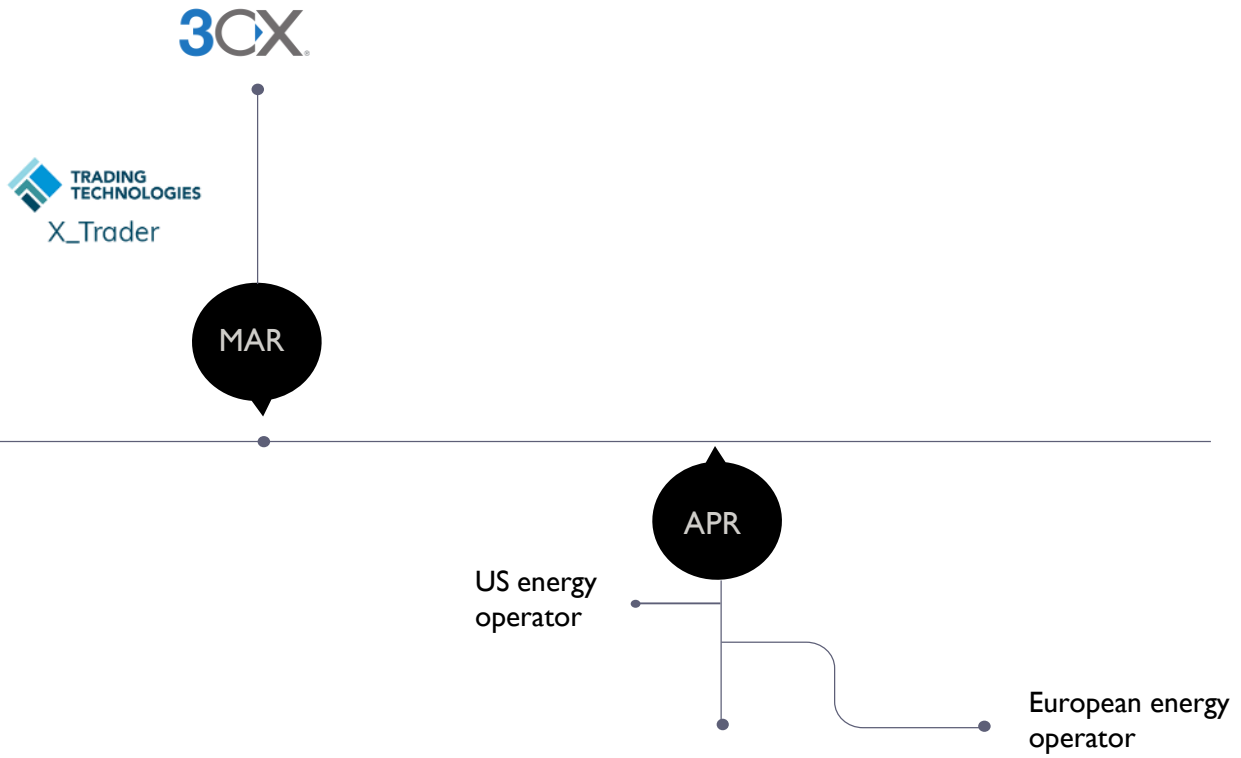 3CX
TRADING
TECHNOLOGIES
X_Trader
MAR
APR
US energy
operator
European energy
operator